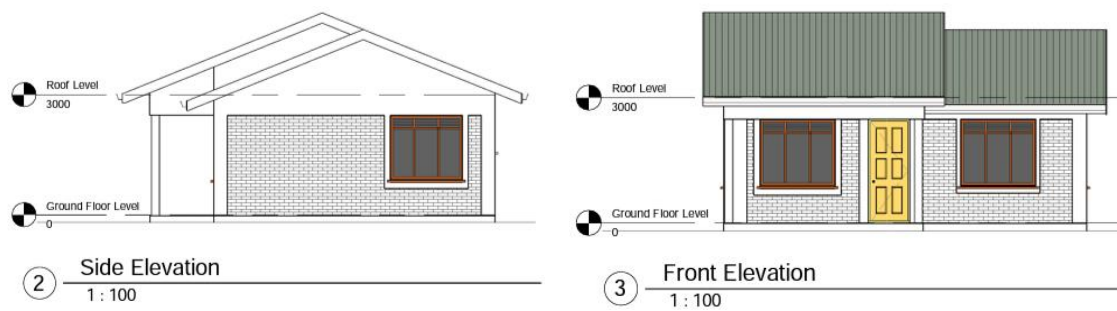 Roof Level
3000
Ground Floor Level
0
2
Side Elevation
1 : 100
Roof Level
3000
Ground Floor Level
0
3
Front Elevation
1 : 100